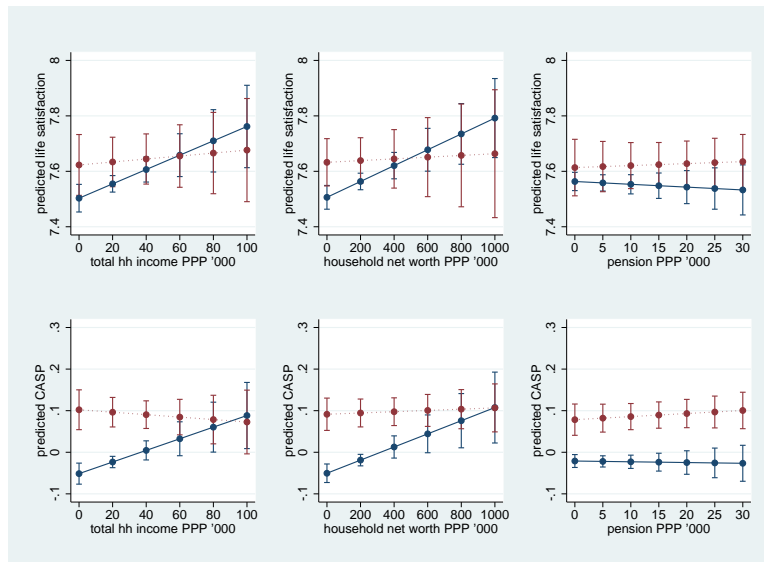 predicted life satisfaction
8
7.8
7.6
7.4
0 20 40 60 80 100
total hh income PPP '000
predicted life satisfaction
8
7.8
7.6
7.4
0 200 400 600 800 1000
household net worth PPP '000
predicted life satisfaction
8
7.8
7.6
7.4
0 5 10 15 20 25 30
pension PPP '000
predicted CASP
.3
.2
.1
0
-.1
0 20 40 60 80 100
total hh income PPP '000
predicted CASP
.3
.2
.1
0
-.1
0 200 400 600 800 1000
household net worth PPP '000
predicted CASP
.3
.2
.1
0
-.1
0 5 10 15 20 25 30
pension PPP '000